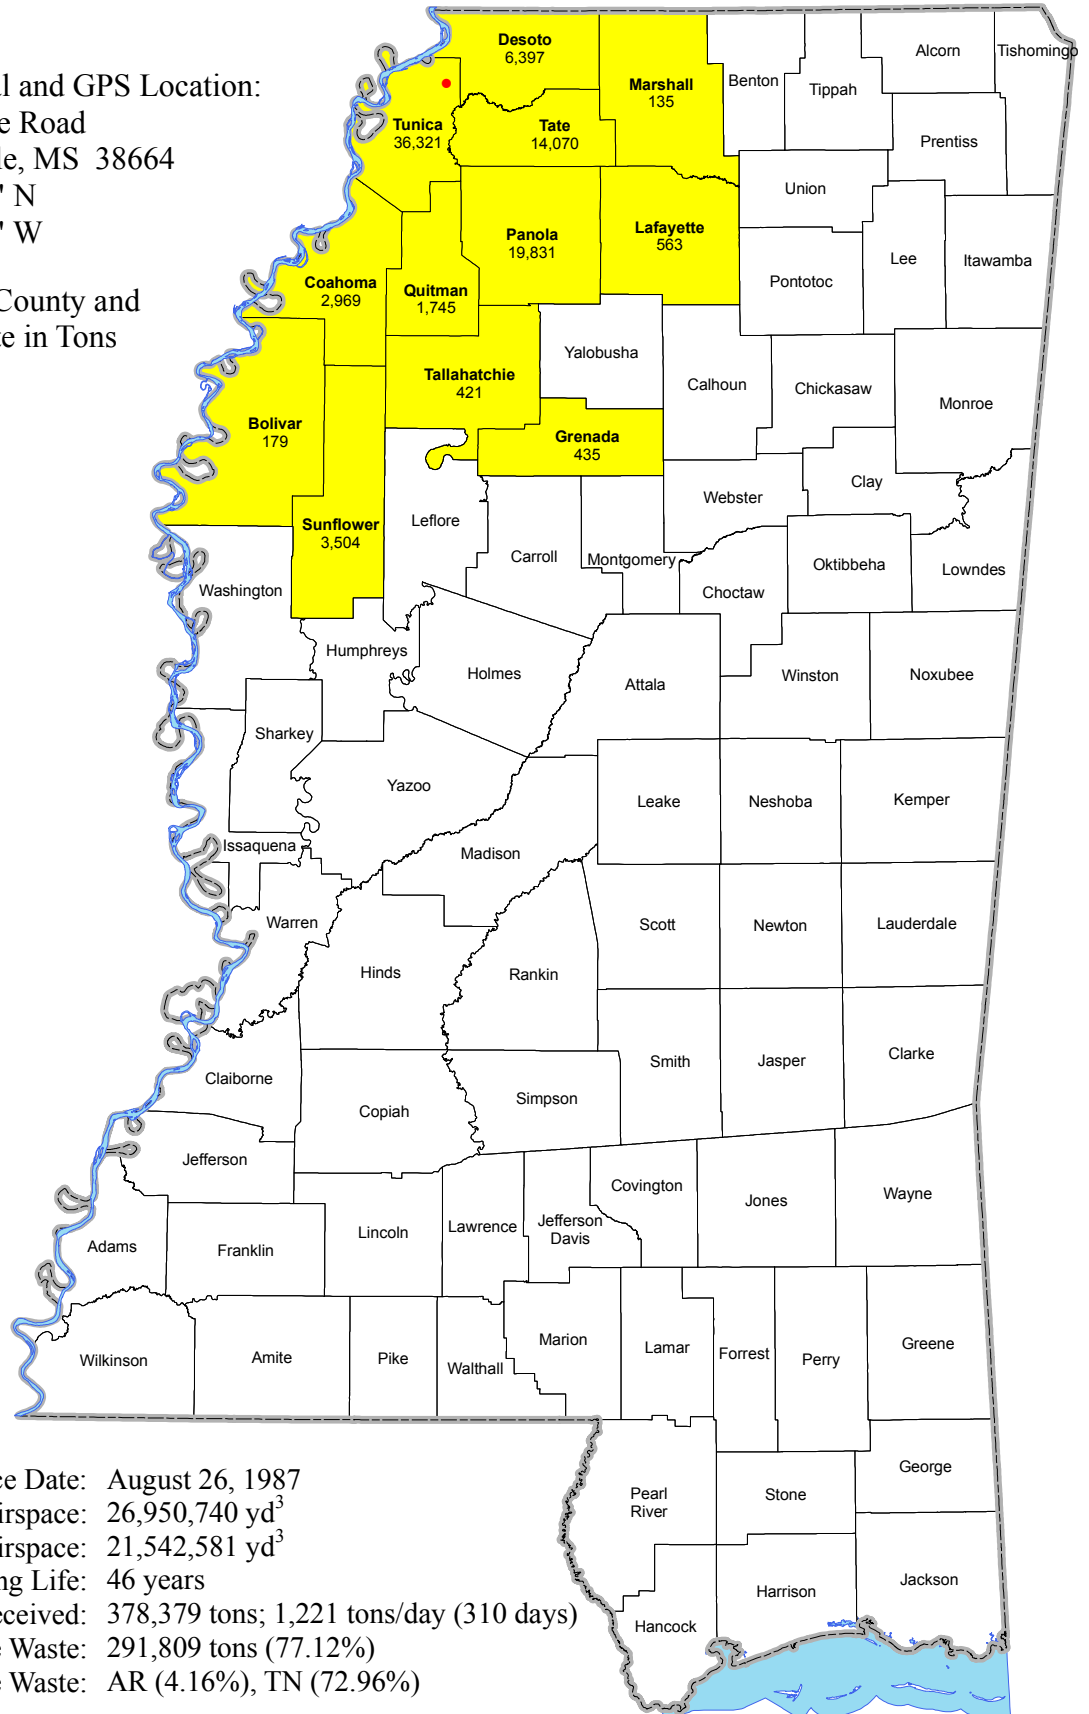 Desoto
6,397
Alcorn
Tishomingo
Marshall
135
Benton
Tippah
and GPS Location:
Road
MS 38664
N
W
County and
in Tons
Tunica
36,321
Tate
14,070
Prentiss
Union
Panola
19,831
Lafayette
563
Lee
Itawamba
Pontotoc
Coahoma
2,969
Quitman
1,745
Yalobusha
Tallahatchie
421
Calhoun
Chickasaw
Monroe
Bolivar
179
Grenada
435
Webster
Clay
Sunflower
3,504
Leflore
Carroll
Montgomery
Oktibbeha
Lowndes
Washington
Choctaw
Humphreys
Holmes
Attala
Winston
Noxubee
Sharkey
Yazoo
Leake
Neshoba
Kemper
Issaquena
Madison
Warren
Scott
Newton
Lauderdale
Hinds
Rankin
Smith
Jasper
Clarke
Claiborne
Copiah
Simpson
Jefferson
Covington
Jones
Wayne
Adams
Franklin
Lincoln
Lawrence
Jefferson
Davis
Wilkinson
Amite
Pike
Walthall
Marion
Lamar
Forrest
Perry
Greene
George
Pearl
River
Stone
Harrison
Jackson
Hancock
Date: August 26, 1987
irspace: 26,950,740 yd³
irspace: 21,542,581 yd³
ng Life: 46 years
eceived: 378,379 tons; 1,221 tons/day (310 days)
Waste: 291,809 tons (77.12%)
Waste: AR (4.16%), TN (72.96%)